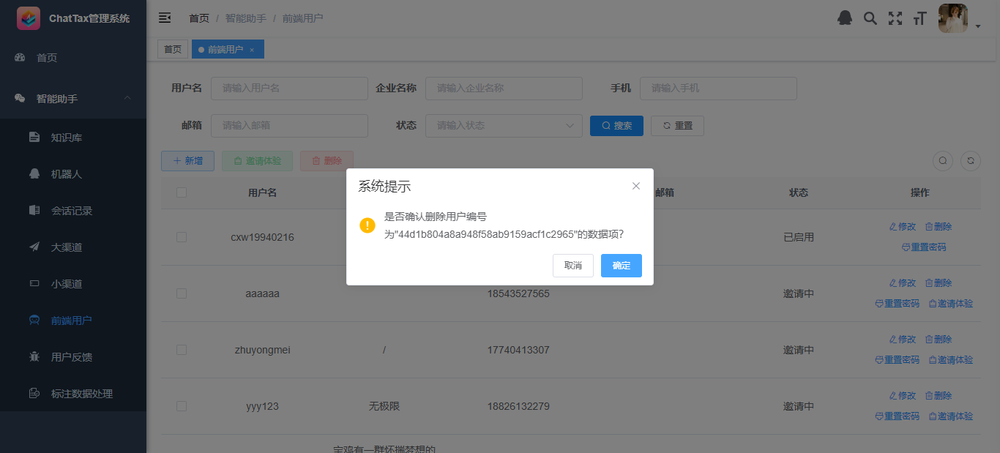 ChatTax管理系统
首页
智能助手
知识库
机器人
会话记录
大渠道
小渠道
前端用户
用户反馈
标注数据处理
首页 / 智能助手 / 前端用户
首页
前端用户 ×
用户名 请输入用户名 企业名称 请输入企业名称 手机 请输入手机
邮箱 请输入邮箱 状态 请输入状态 搜索 重置
新增 邀请体验 删除
用户名 邮箱 状态 操作
cxw19940216 已启用 修改 删除
重置密码
aaaaaa 18543527565 邀请中 修改 删除
重置密码 邀请体验
zhuyongmei / 17740413307 邀请中 修改 删除
重置密码 邀请体验
yyy123 无极限 18826132279 邀请中 修改 删除
重置密码 邀请体验
宝鸡有一群怀揣梦想的
系统提示
是否确认删除用户编号
为"44d1b804a8a948f58ab9159acf1c2965"的数据项?
取消 确定